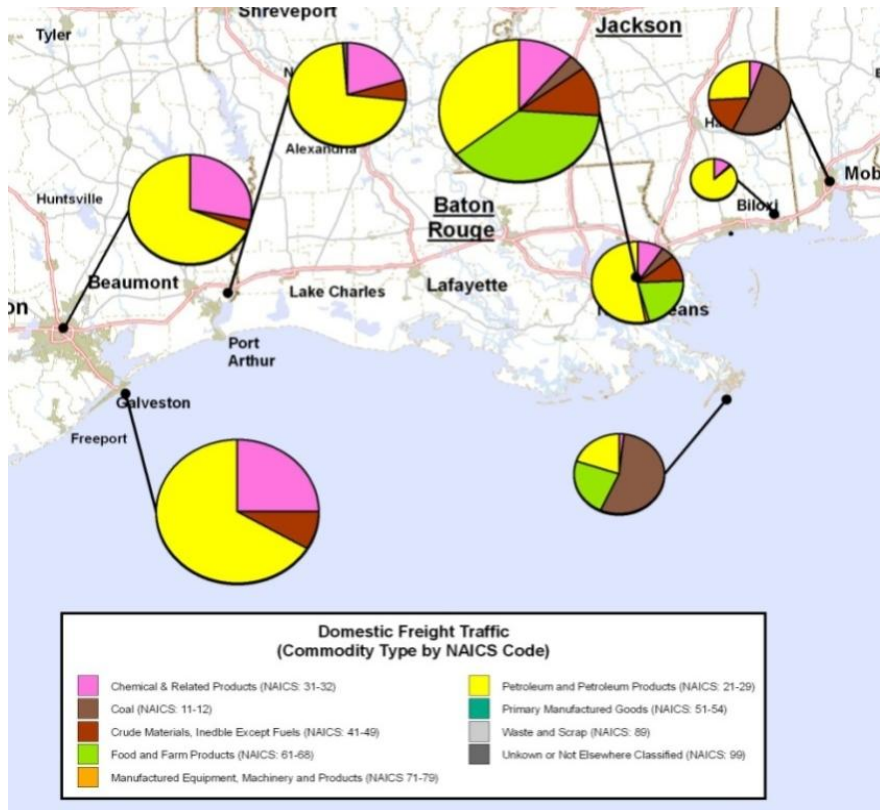 Shreveport
Jackson
Tyler
Alexandria
Huntsville
Mob
Biloxi
Baton
Rouge
Beaumont
Lake Charles
Lafayette
on
Port
Arthur
Galveston
Freeport
Domestic Freight Traffic
(Commodity Type by NAICS Code)
Chemical & Related Products (NAICS: 31-32)
Coal (NAICS: 11-12)
Crude Materials, Inedble Except Fuels (NAICS: 41-49)
Food and Farm Products (NAICS: 61-68)
Manufactured Equipment, Machinery and Products (NAICS 71-79)
Petroleum and Petroleum Products (NAICS: 21-29)
Primary Manufactured Goods (NAICS: 51-54)
Waste and Scrap (NAICS: 89)
Unkown or Not Elsewhere Classified (NAICS: 99)